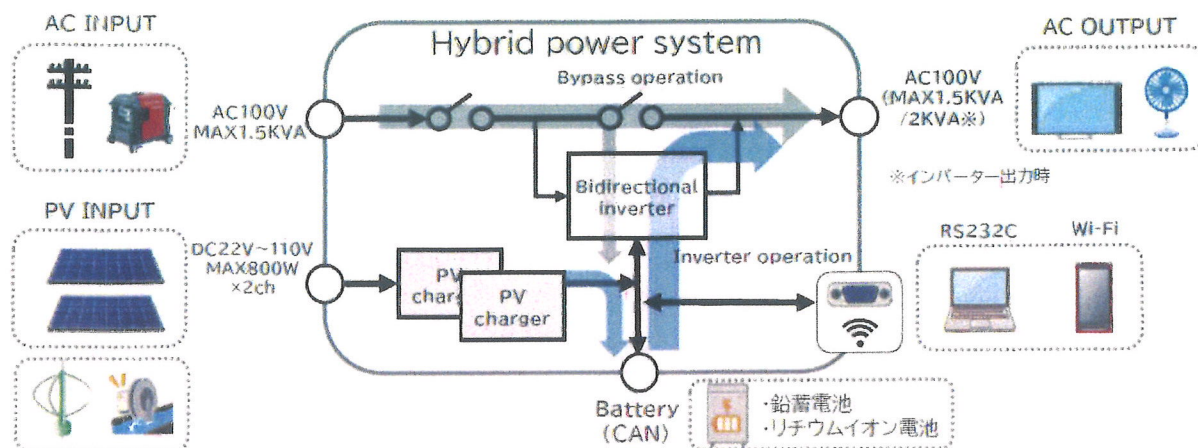 AC INPUT
Hybrid power system
AC OUTPUT
Bypass operation
AC100V
MAX1.5KVA
AC100V
(MAX1.5KVA
/2KVA※)
Bidirectional
inverter
※インバーター出力時
PV INPUT
DC22V~110V
MAX800W
×2ch
PV
charger
PV
charger
Inverter operation
RS232C
Wi-Fi
Battery
(CAN)
・鉛蓄電池
・リチウムイオン電池